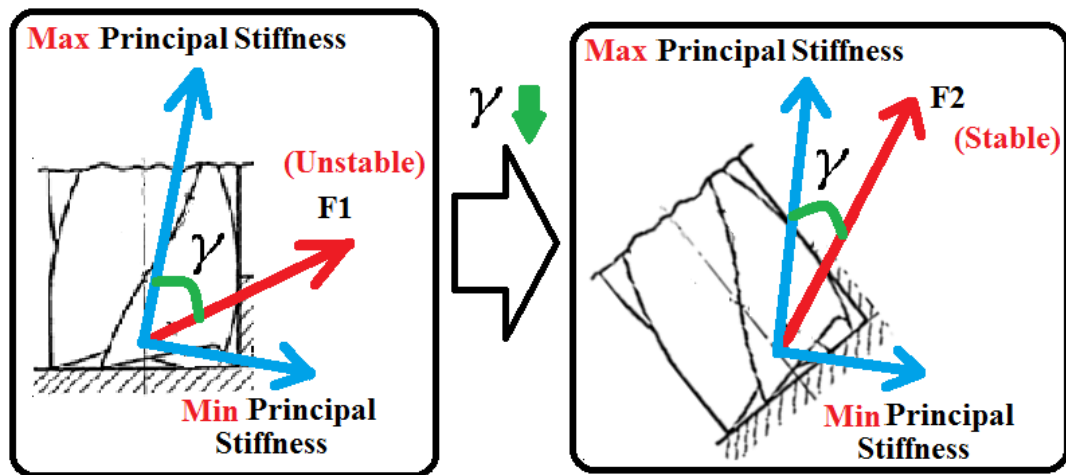 Max Principal Stiffness
(Unstable)
F1
γ
Min Principal
Stiffness
γ
Max Principal Stiffness
F2
(Stable)
γ
Min Principal
Stiffness